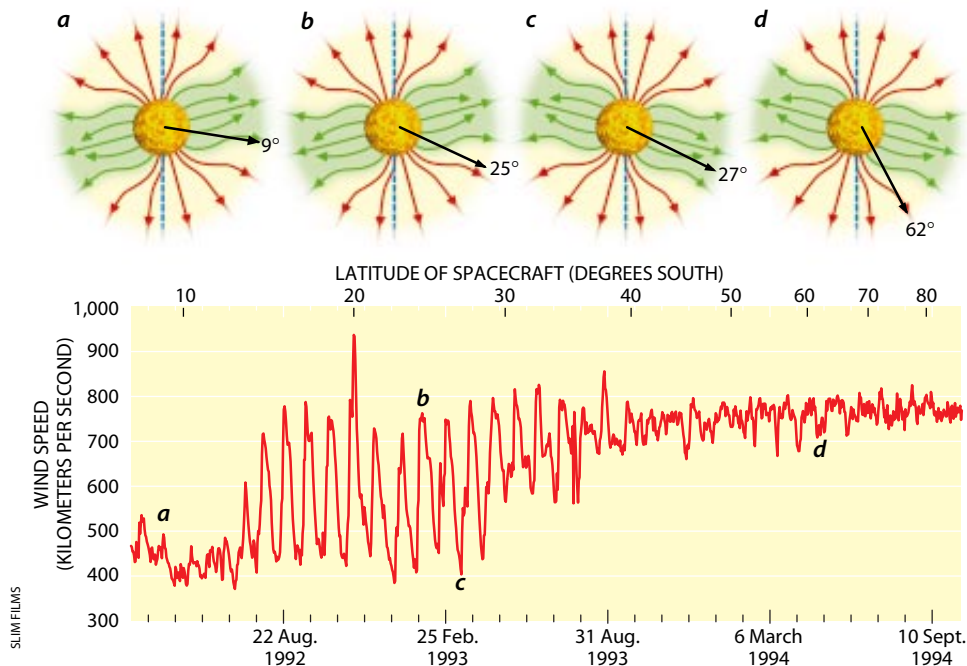 a b c d
9° 25° 27° 62°
LATITUDE OF SPACECRAFT (DEGREES SOUTH)
10 20 30 40 50 60 70 80
WIND SPEED
(KILOMETERS PER SECOND)
1,000
900
800
700
600
500
400
300
a b c d
22 Aug. 25 Feb. 31 Aug. 6 March 10 Sept.
1992 1993 1993 1994 1994
SLIM FILMS